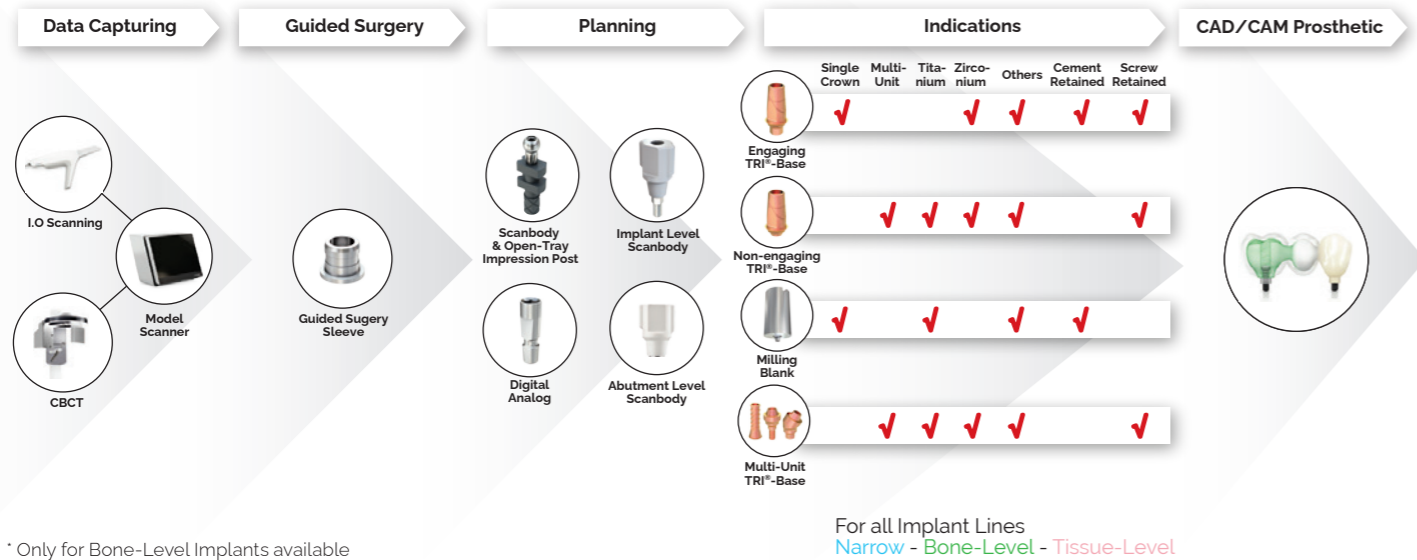 Data Capturing
Guided Surgery
Planning
Indications
CAD/CAM Prosthetic
Single
Crown
Multi-
Unit
Tita-
nium
Zirco-
nium
Others
Cement
Retained
Screw
Retained
I.O Scanning
Model
Scanner
CBCT
Guided Sugery
Sleeve
Scanbody
& Open-Tray
Impression Post
Implant Level
Scanbody
Digital
Analog
Abutment Level
Scanbody
Engaging
TRI®-Base
Non-engaging
TRI®-Base
Milling
Blank
Multi-Unit
TRI®-Base
* Only for Bone-Level Implants available
For all Implant Lines
Narrow - Bone-Level - Tissue-Level